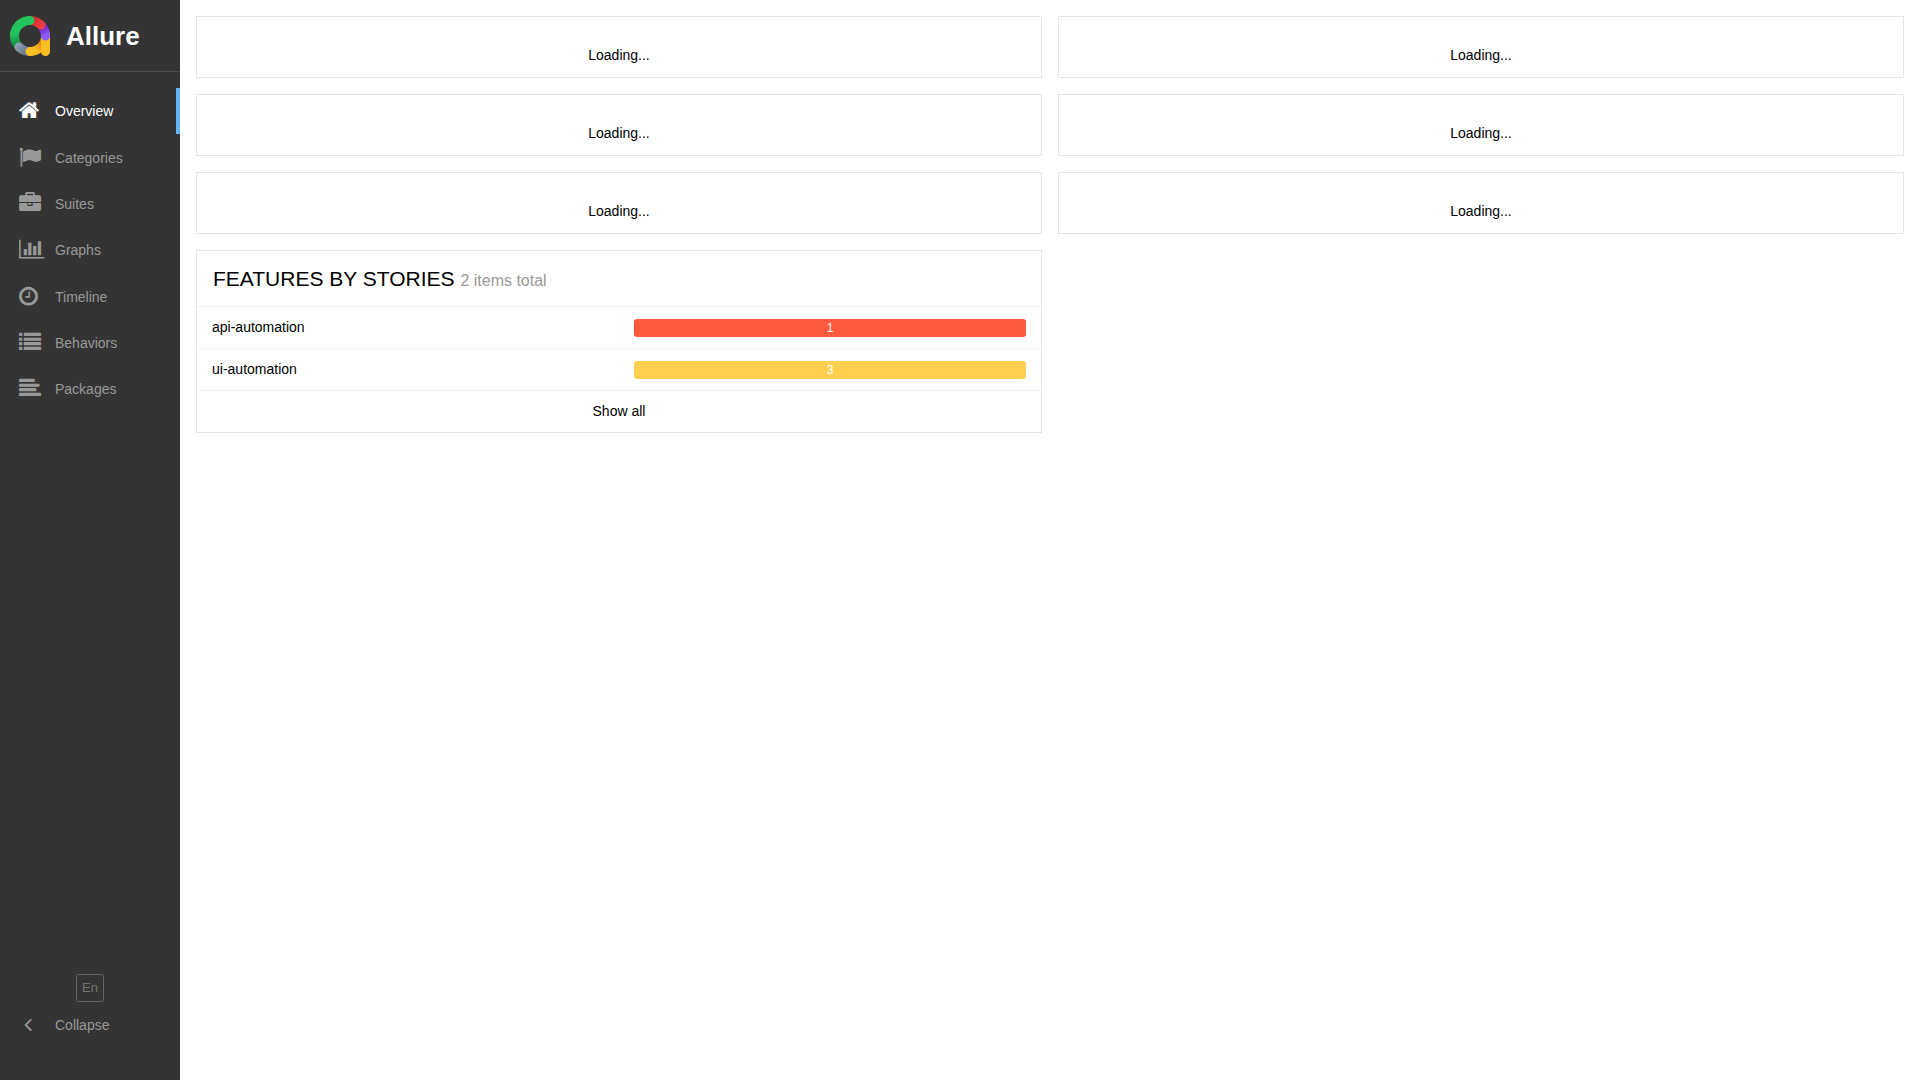 Allure
Overview
Categories
Suites
Graphs
Timeline
Behaviors
Packages
En
Collapse
Loading...
Loading...
Loading...
Loading...
Loading...
Loading...
FEATURES BY STORIES 2 items total
api-automation 1
ui-automation 3
Show all